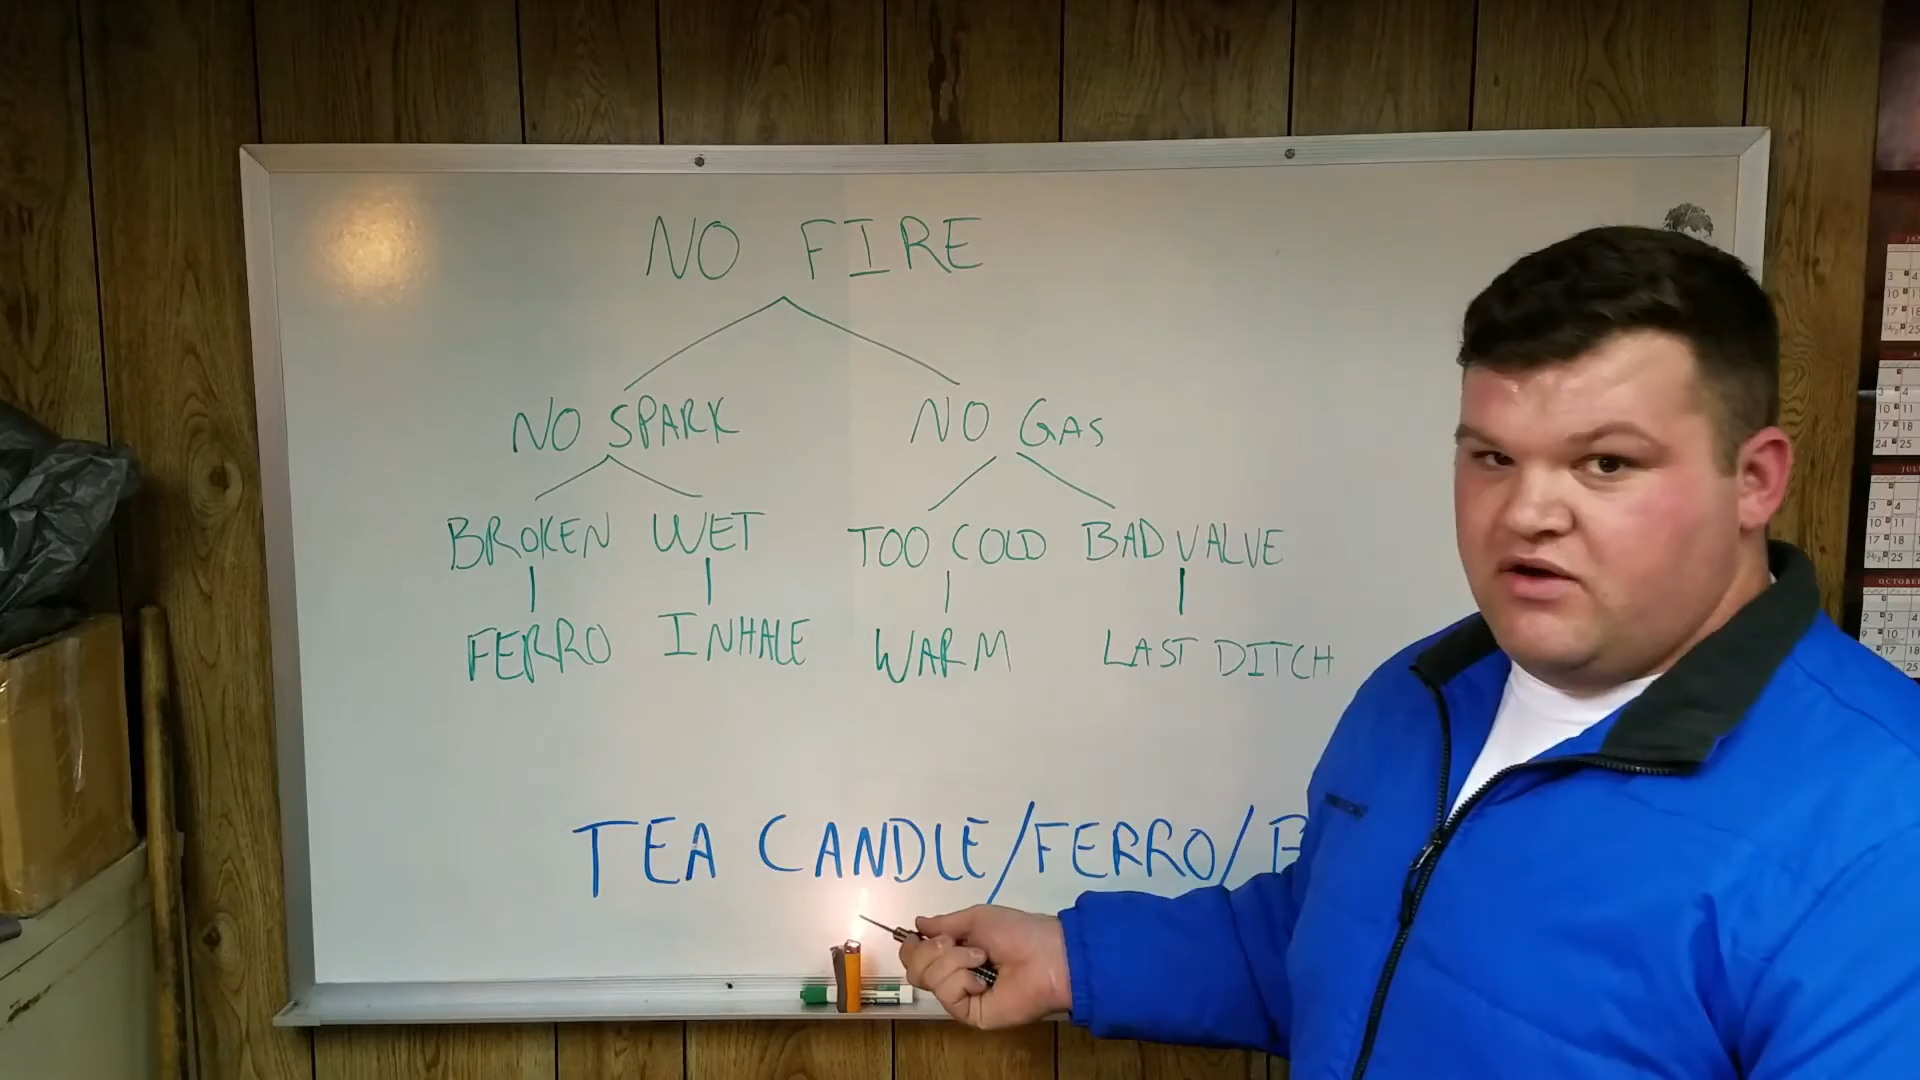 NO FIRE
NO SPARK NO GAS
BROKEN WET TOO COLD BAD VALVE
FERRO INHALE WARM LAST DITCH
TEA CANDLE/FERRO/